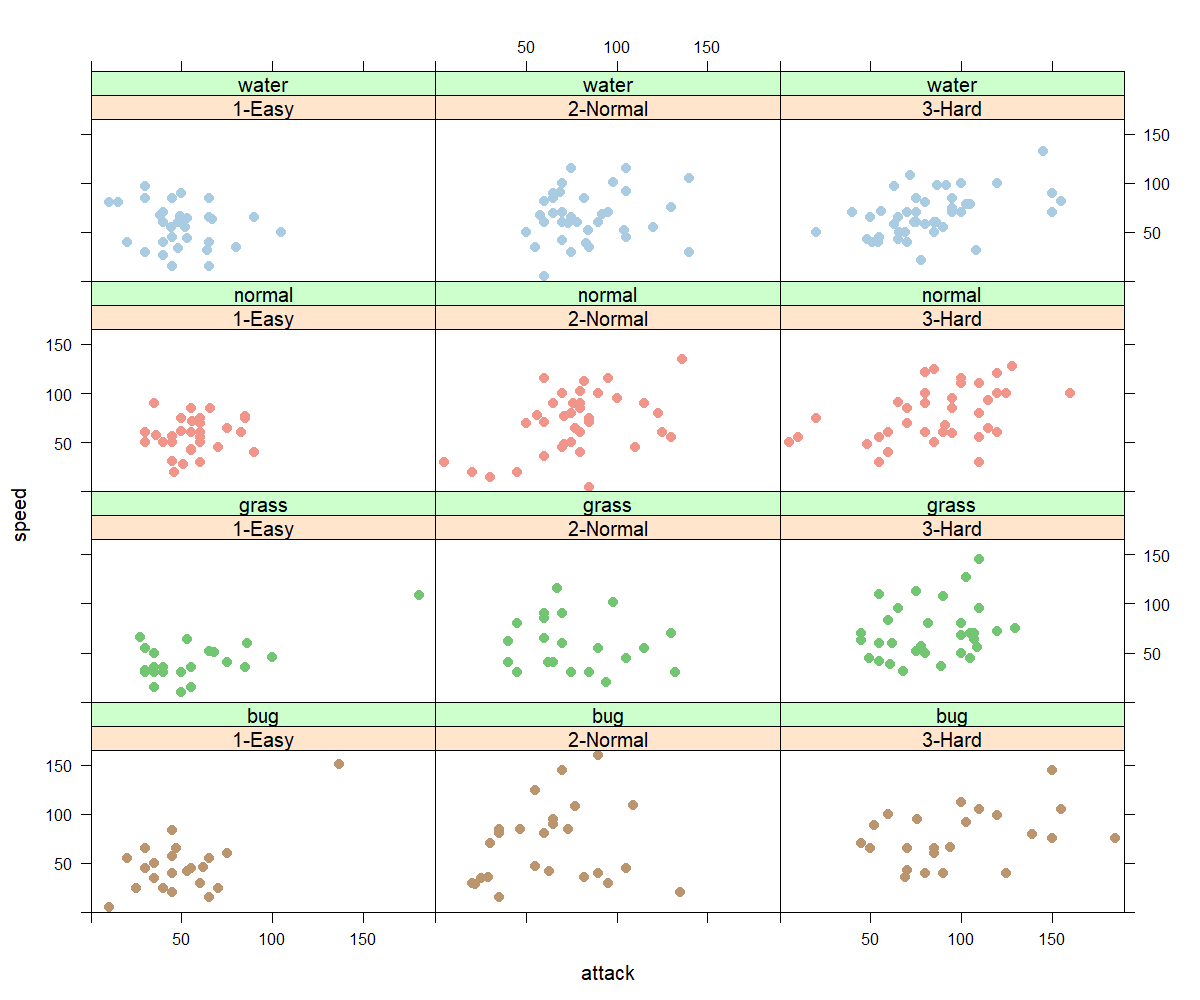 50 100 150
water water water
1-Easy 2-Normal 3-Hard
150
100
50
normal normal normal
1-Easy 2-Normal 3-Hard
150
100
50
grass grass grass
1-Easy 2-Normal 3-Hard
150
100
50
bug bug bug
1-Easy 2-Normal 3-Hard
150
100
50
50 100 150 50 100 150
speed
attack